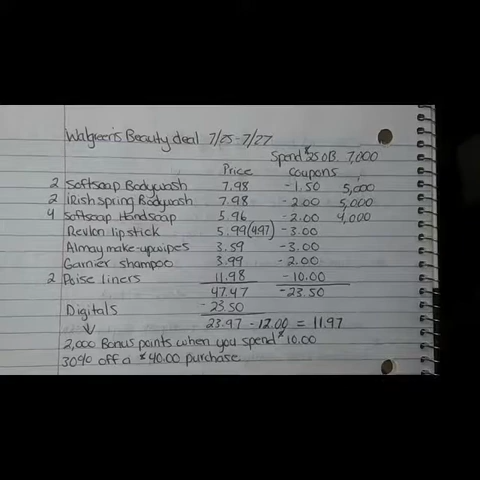 Walgreen's Beauty deal 7/25-7/27
Spend $25 OB. 7,000
Price Coupons
2 Softsoap Bodywash 7.98 -1.50 5,000
2 irish spring Bodywash 7.98 -2.00 5,000
4 Softsoap Handsoap 5.96 -2.00 4,000
Revlon lipstick 5.99(4.97) -3.00
Almay make-upwipes 3.59 -3.00
Garnier shampoo 3.99 -2.00
2 Poise liners 11.98 -10.00
47.47 -23.50
Digitals -23.50
23.97 - 12.00 = 11.97
2,000 Bonus points when you spend $10.00
30% off a $40.00 purchase.